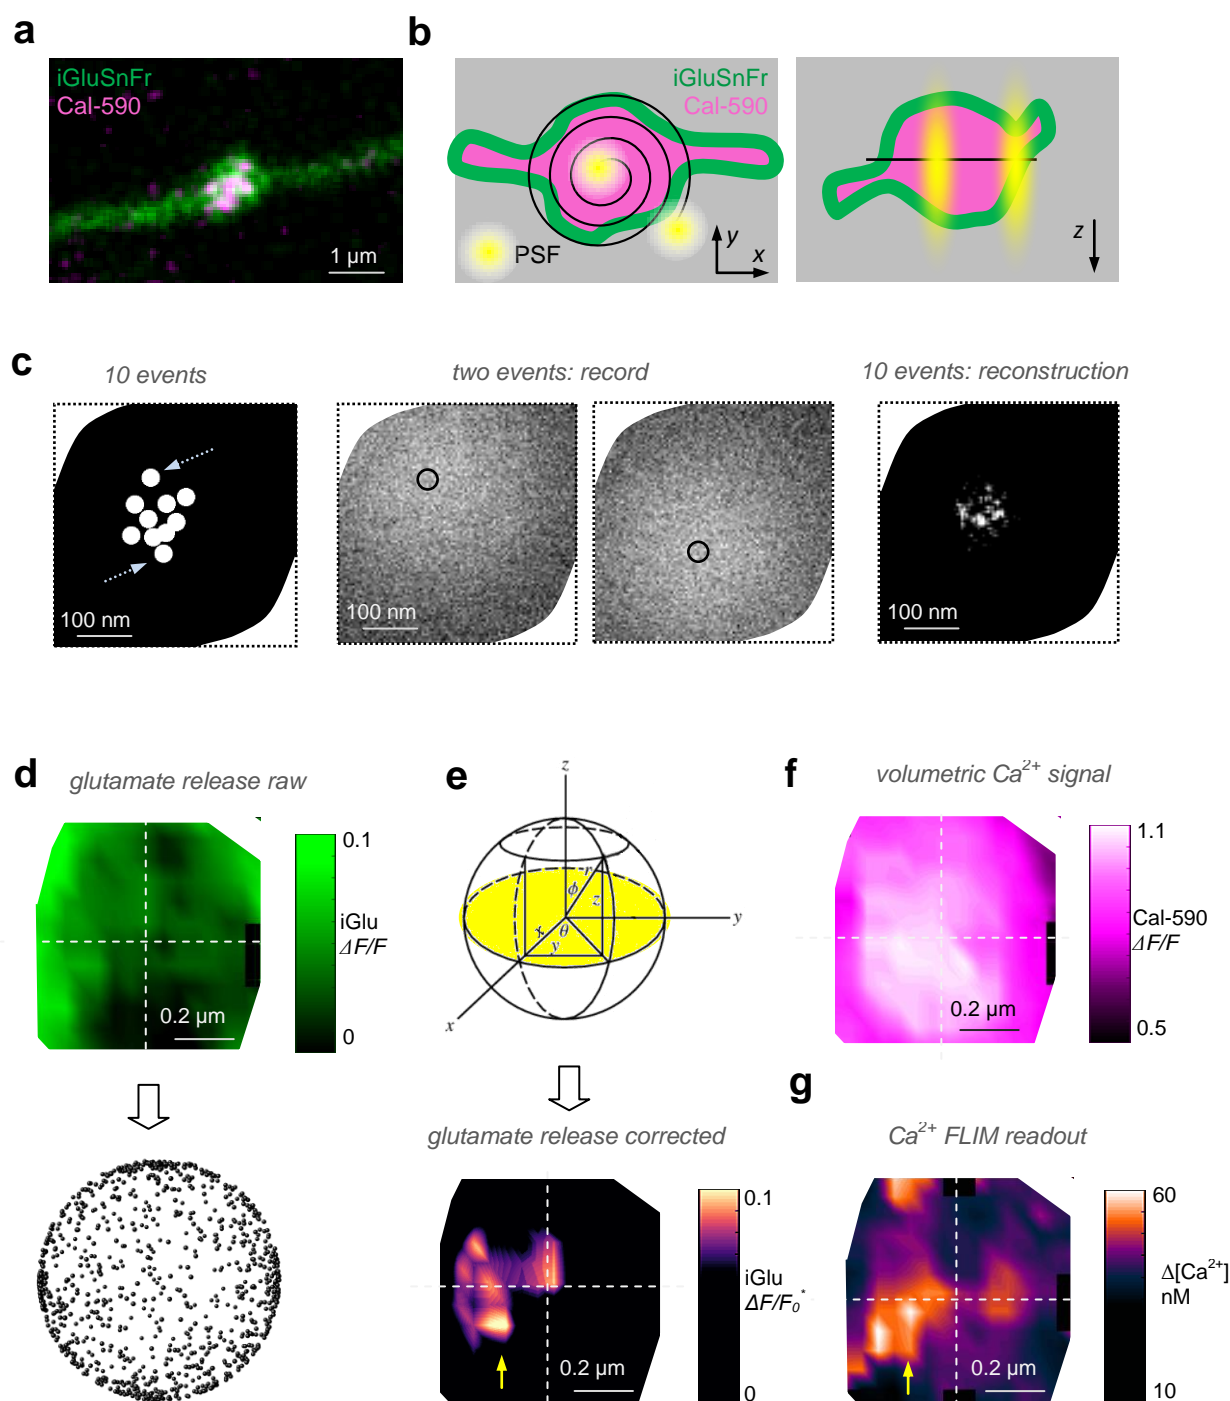 a
iGluSnFr
Cal-590
1 µm
b
iGluSnFr
Cal-590
PSF
y
x
z
c
10 events
two events: record
10 events: reconstruction
100 nm
100 nm
100 nm
d
glutamate release raw
0.1
iGlu
ΔF/F
0.2 µm
0
e
z
r
ϕ
z
y
x
θ
y
x
f
volumetric Ca2+ signal
1.1
Cal-590
ΔF/F
0.2 µm
0.5
glutamate release corrected
0.1
iGlu
ΔF/F0*
0.2 µm
0
g
Ca2+ FLIM readout
60
Δ[Ca2+]
nM
0.2 µm
10